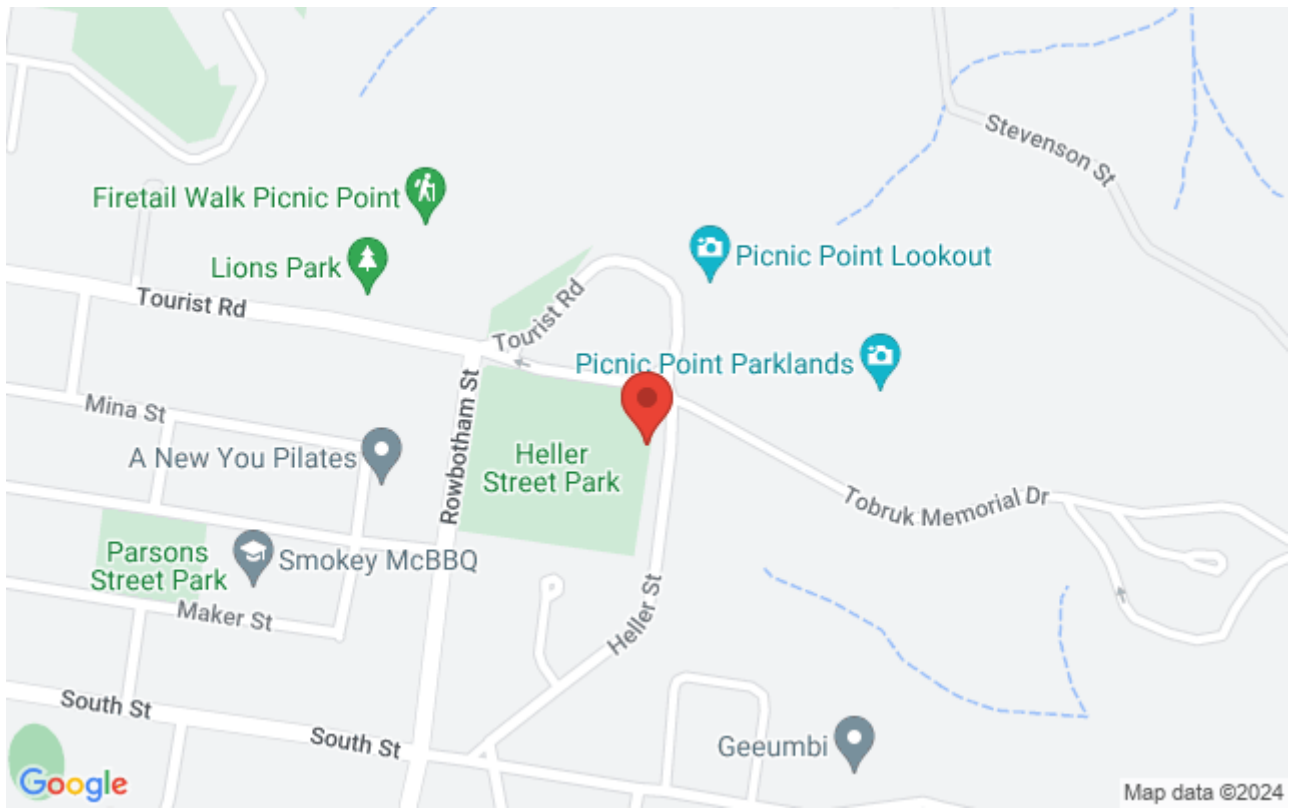 Stevenson St
Firetail Walk Picnic Point
Lions Park
Picnic Point Lookout
Tourist Rd
Tourist Rd
Picnic Point Parklands
Mina St
Rowbotham St
A New You Pilates
Heller
Street Park
Tobruk Memorial Dr
Parsons
Street Park
Smokey McBBQ
Maker St
Heller St
South St
South St
Geeumbi
Google
Map data ©2024